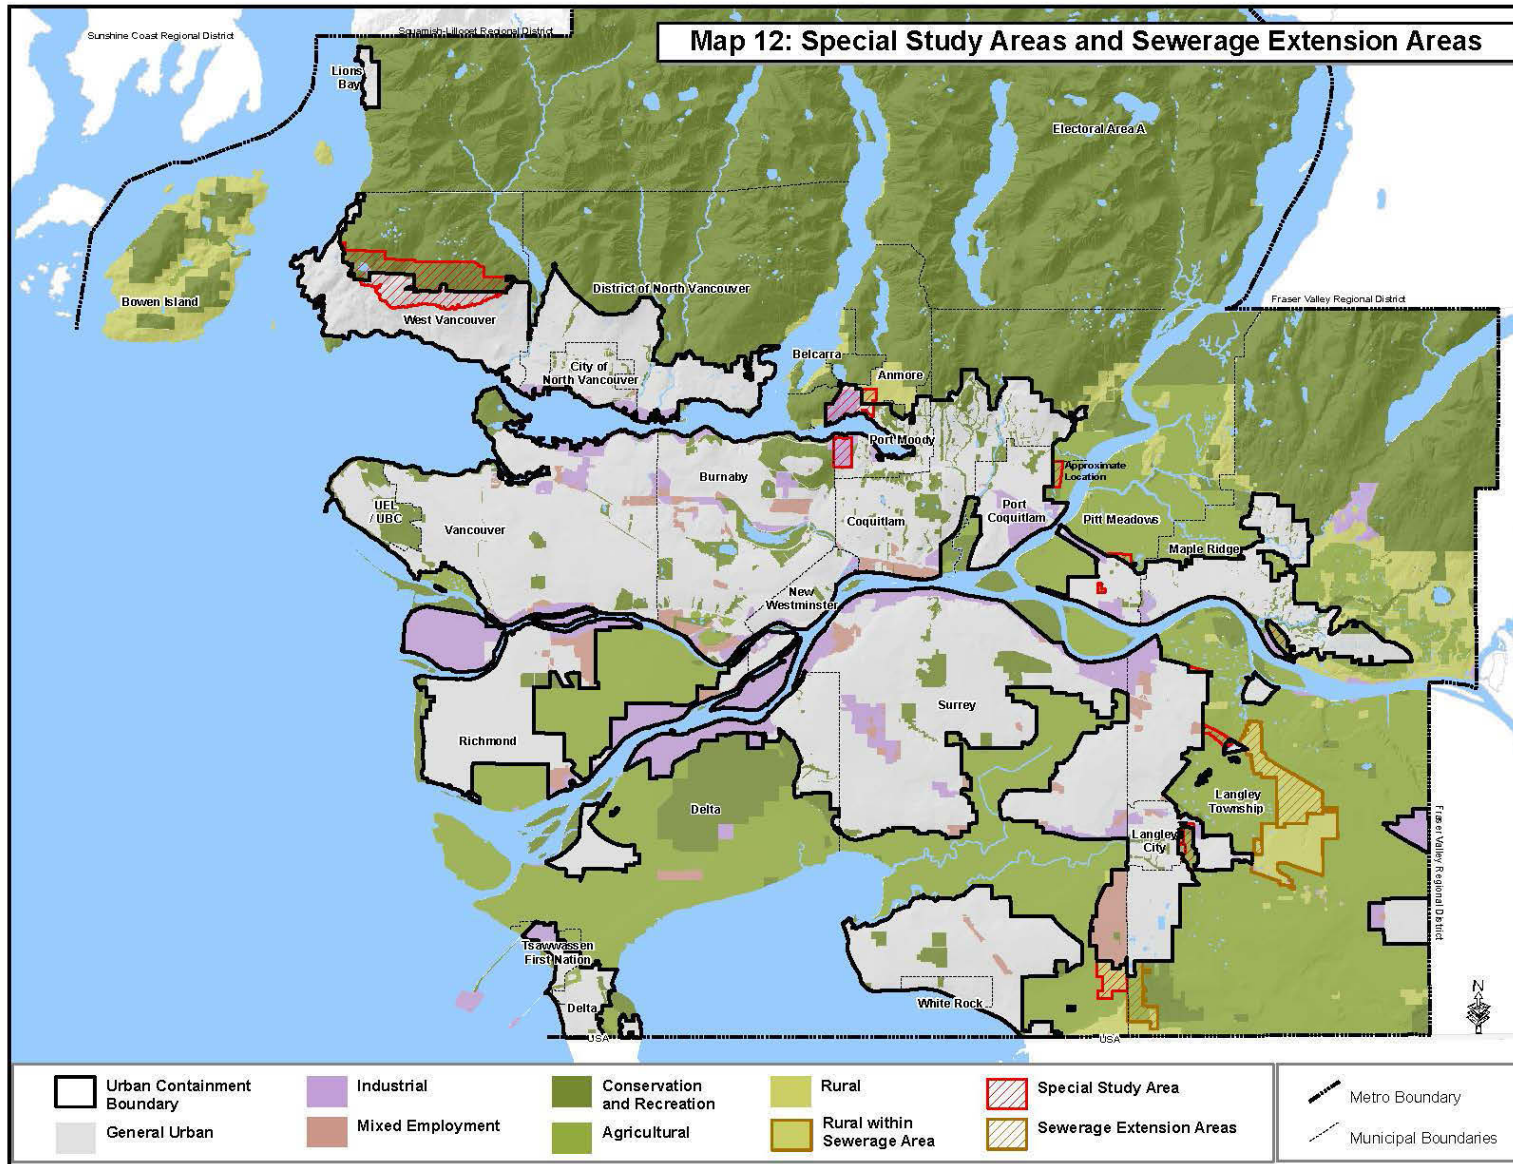 Map 12: Special Study Areas and Sewerage Extension Areas
Sunshine Coast Regional District
Squamish-Lillooet Regional District
Lions
Bay
Electoral Area A
Bowen Island
District of North Vancouver
Fraser Valley Regional District
West Vancouver
Belcarra
City of
North Vancouver
Anmore
Port Moody
Burnaby
Approximate
Location
UEL
/ UBC
Vancouver
Coquitlam
Port
Coquitlam
Pitt Meadows
Maple Ridge
New
Westminster
Surrey
Richmond
Delta
Langley
Township
Langley
City
Fraser Valley Regional District
Tsawwassen
First Nation
Delta
White Rock
N
USA
USA
Urban Containment
Boundary
General Urban
Industrial
Mixed Employment
Conservation
and Recreation
Agricultural
Rural
Rural within
Sewerage Area
Special Study Area
Sewerage Extension Areas
Metro Boundary
Municipal Boundaries